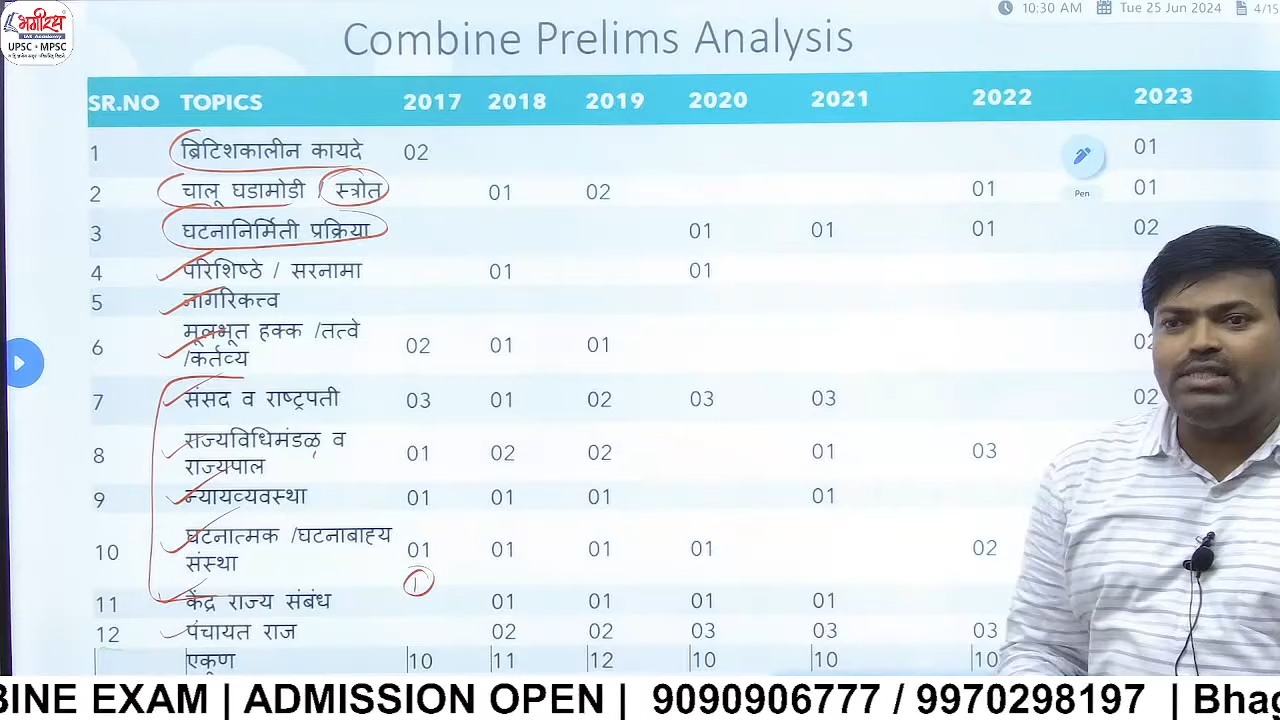 भगीरथ
IAS Academy
UPSC • MPSC
10:30 AM Tue 25 Jun 2024 4/15
Combine Prelims Analysis
SR.NO TOPICS 2017 2018 2019 2020 2021 2022 2023
1 ब्रिटिशकालीन कायदे 02 01
2 चालू घडामोडी / स्त्रोत 01 02 01 01
Pen
3 घटनानिर्मिती प्रक्रिया 01 01 01 02
4 परिशिष्ठे / सरनामा 01 01
5 नागरिकत्त्व
6 मूलभूत हक्क /तत्वे /कर्तव्य 02 01 01 02
7 संसद व राष्ट्रपती 03 01 02 03 03 02
8 राज्यविधिमंडळ व राज्यपाल 01 02 02 01 03
9 न्यायव्यवस्था 01 01 01 01
10 घटनात्मक /घटनाबाह्य संस्था 01 01 01 01 02
1
11 केंद्र राज्य संबंध 01 01 01 01
12 पंचायत राज 02 02 03 03 03
एकुण 10 11 12 10 10 10
BINE EXAM | ADMISSION OPEN | 9090906777 / 9970298197 | Bhag